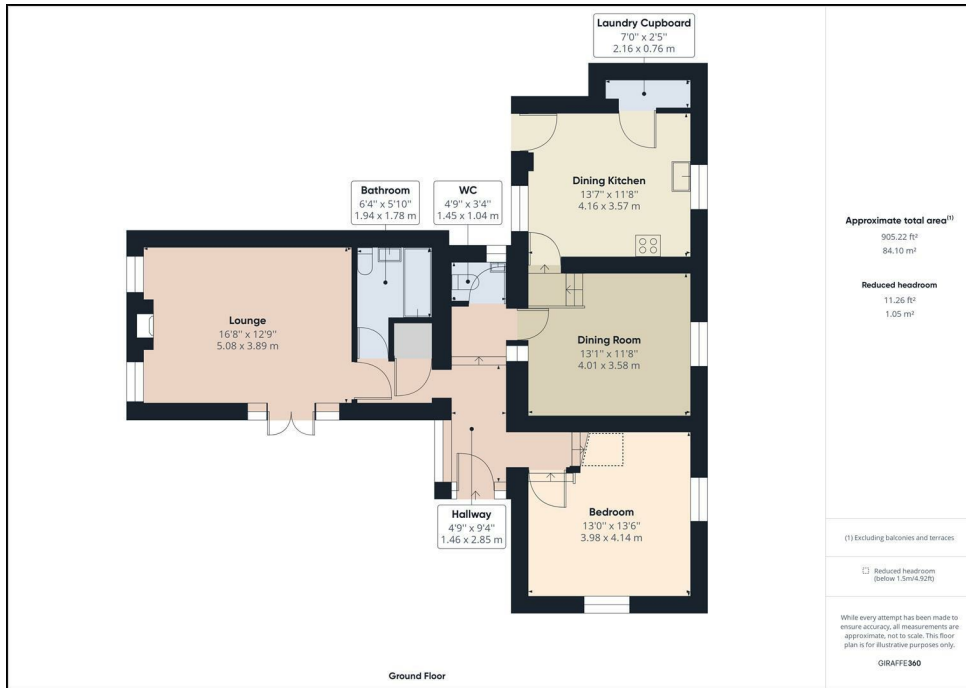 Laundry Cupboard
7'0" x 2'5"
2.16 x 0.76 m
Dining Kitchen
13'7" x 11'8"
4.16 x 3.57 m
Bathroom
6'4" x 5'10"
1.94 x 1.78 m
WC
4'9" x 3'4"
1.45 x 1.04 m
Lounge
16'8" x 12'9"
5.08 x 3.89 m
Dining Room
13'1" x 11'8"
4.01 x 3.58 m
Hallway
4'9" x 9'4"
1.46 x 2.85 m
Bedroom
13'0" x 13'6"
3.98 x 4.14 m
Ground Floor
Approximate total area(1)
905.22 ft²
84.10 m²
Reduced headroom
11.26 ft²
1.05 m²
(1) Excluding balconies and terraces
Reduced headroom
(below 1.5m/4.92ft)
While every attempt has been made to
ensure accuracy, all measurements are
approximate, not to scale. This floor
plan is for illustrative purposes only.
GIRAFFE360